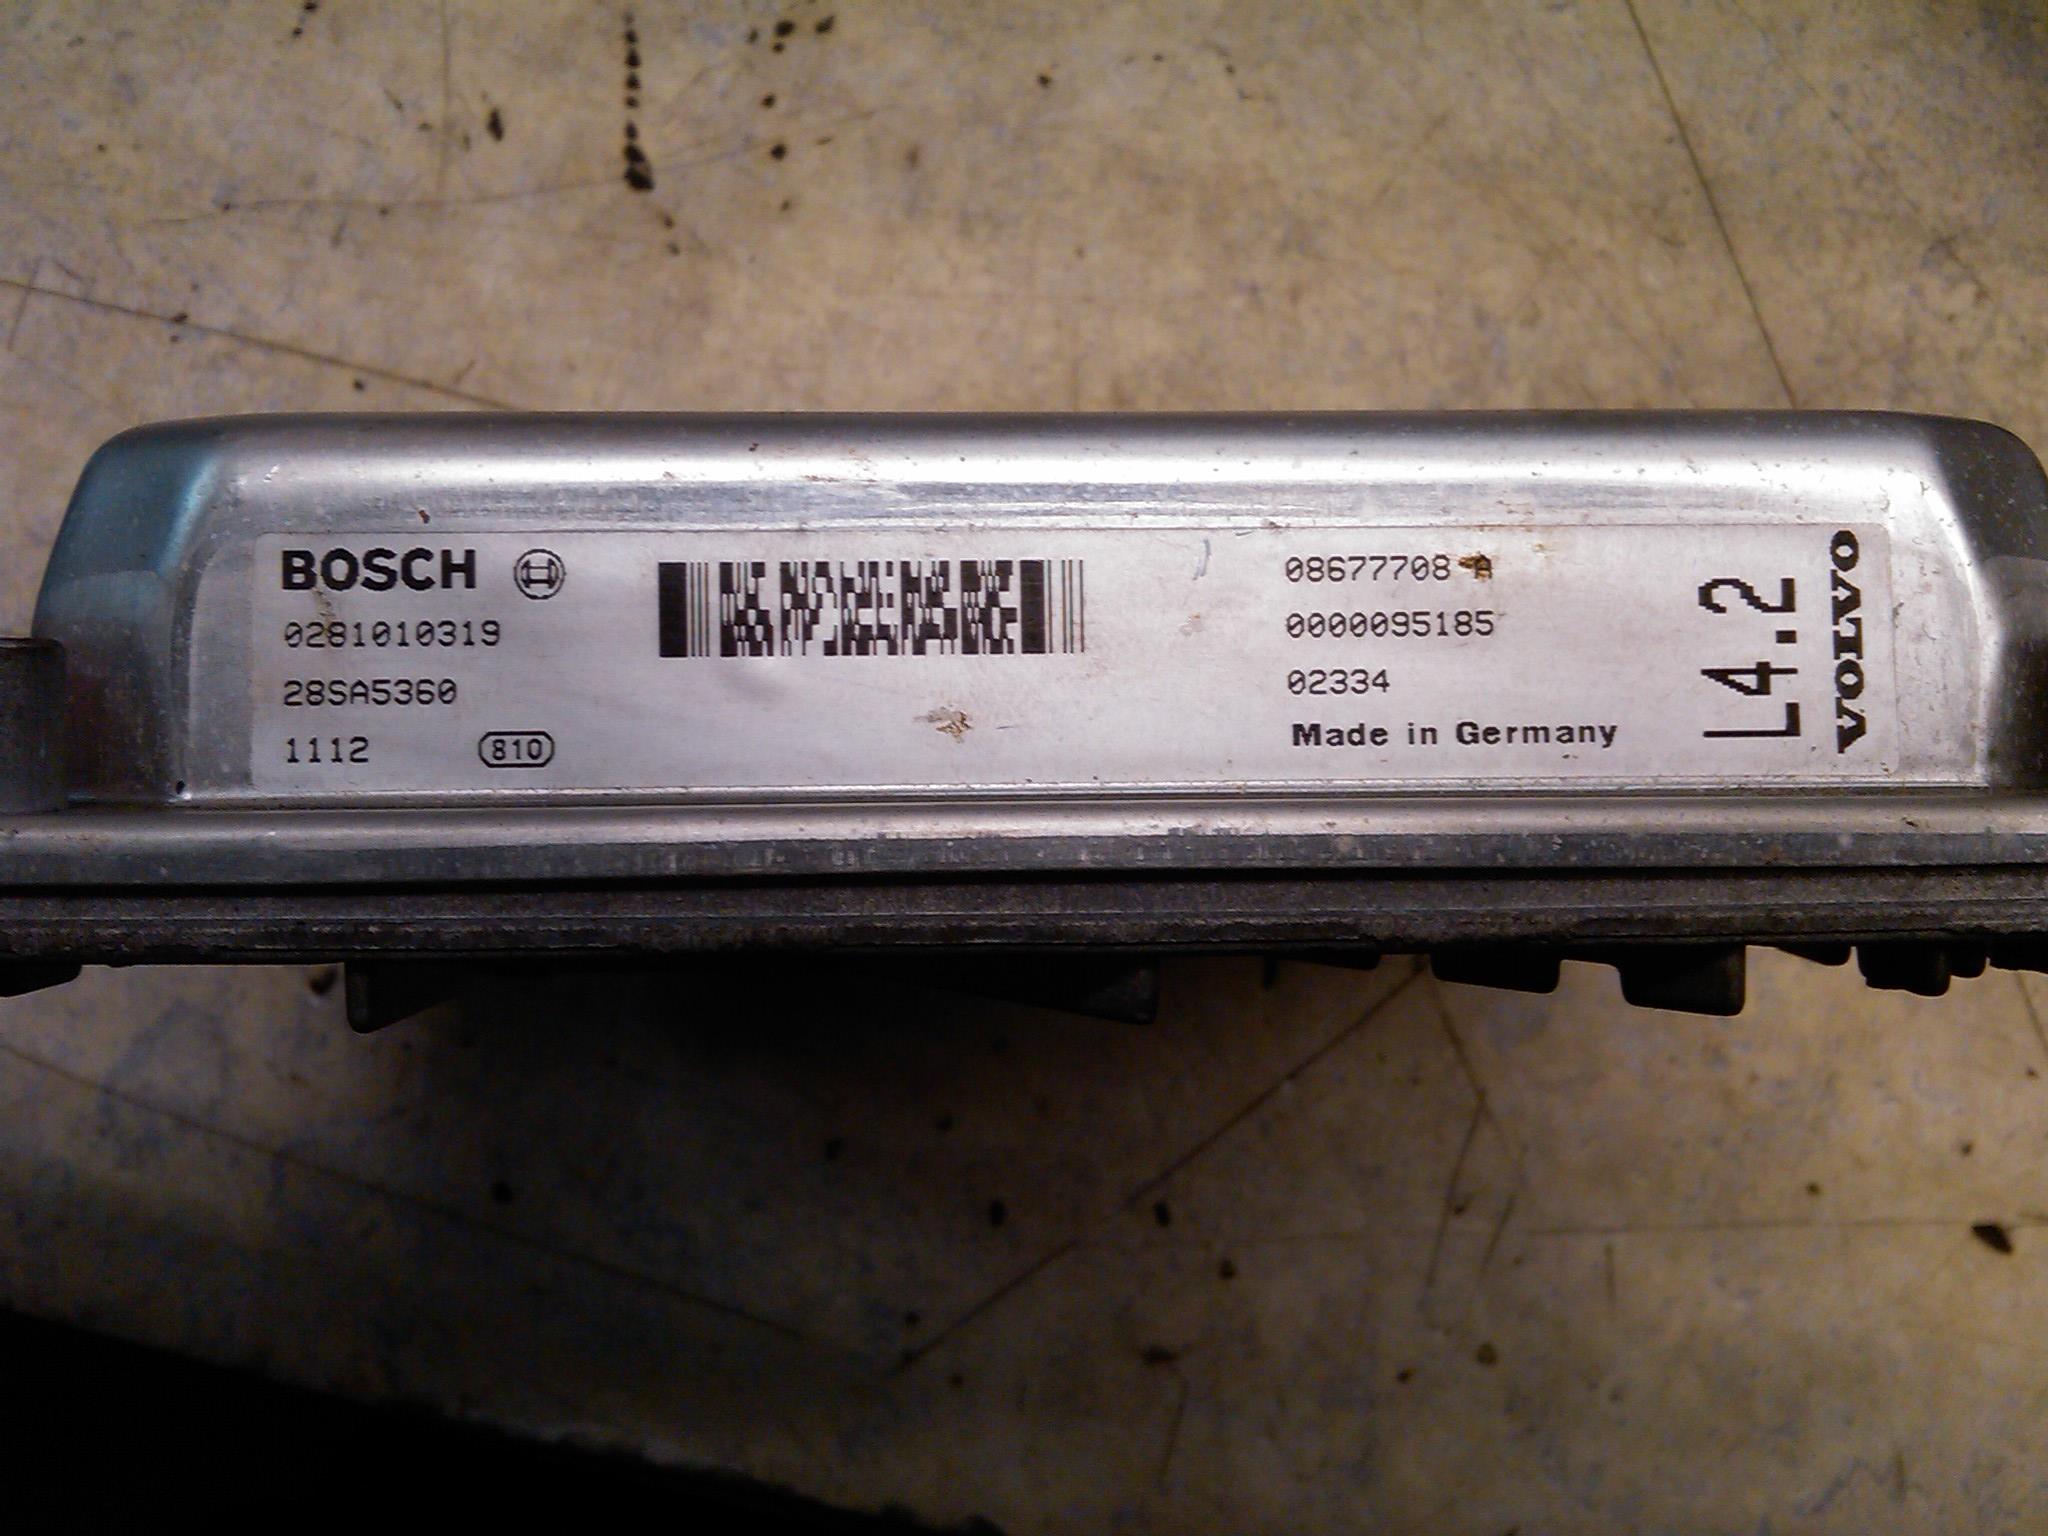 BOSCH
0281010319
28SA5360
1112 810
08677708 A
0000095185
02334
Made in Germany
L4.2
VOLVO